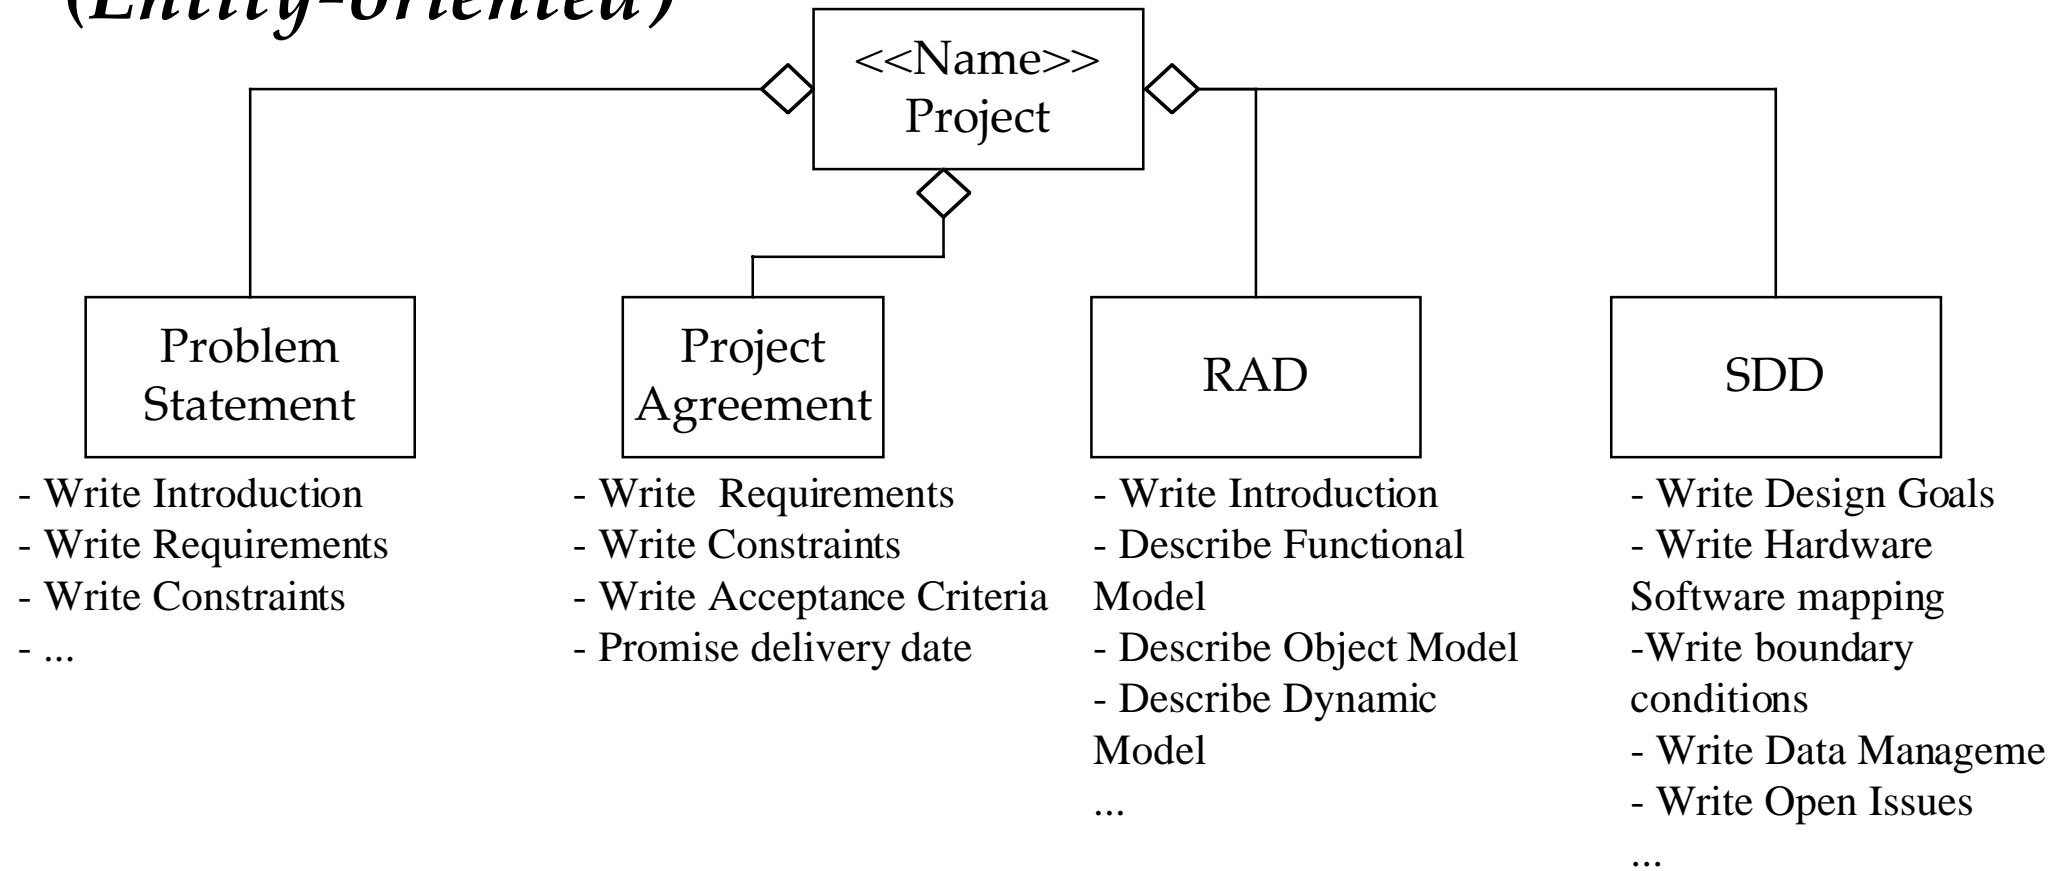 (Entity-oriented)
<<Name>>
Project
Problem
Statement
- Write Introduction
- Write Requirements
- Write Constraints
- ...
Project
Agreement
- Write  Requirements
- Write Constraints
- Write Acceptance Criteria
- Promise delivery date
RAD
- Write Introduction
- Describe Functional
Model
- Describe Object Model
- Describe Dynamic
Model
...
SDD
- Write Design Goals
- Write Hardware
Software mapping
-Write boundary
conditions
- Write Data Manageme
- Write Open Issues
...